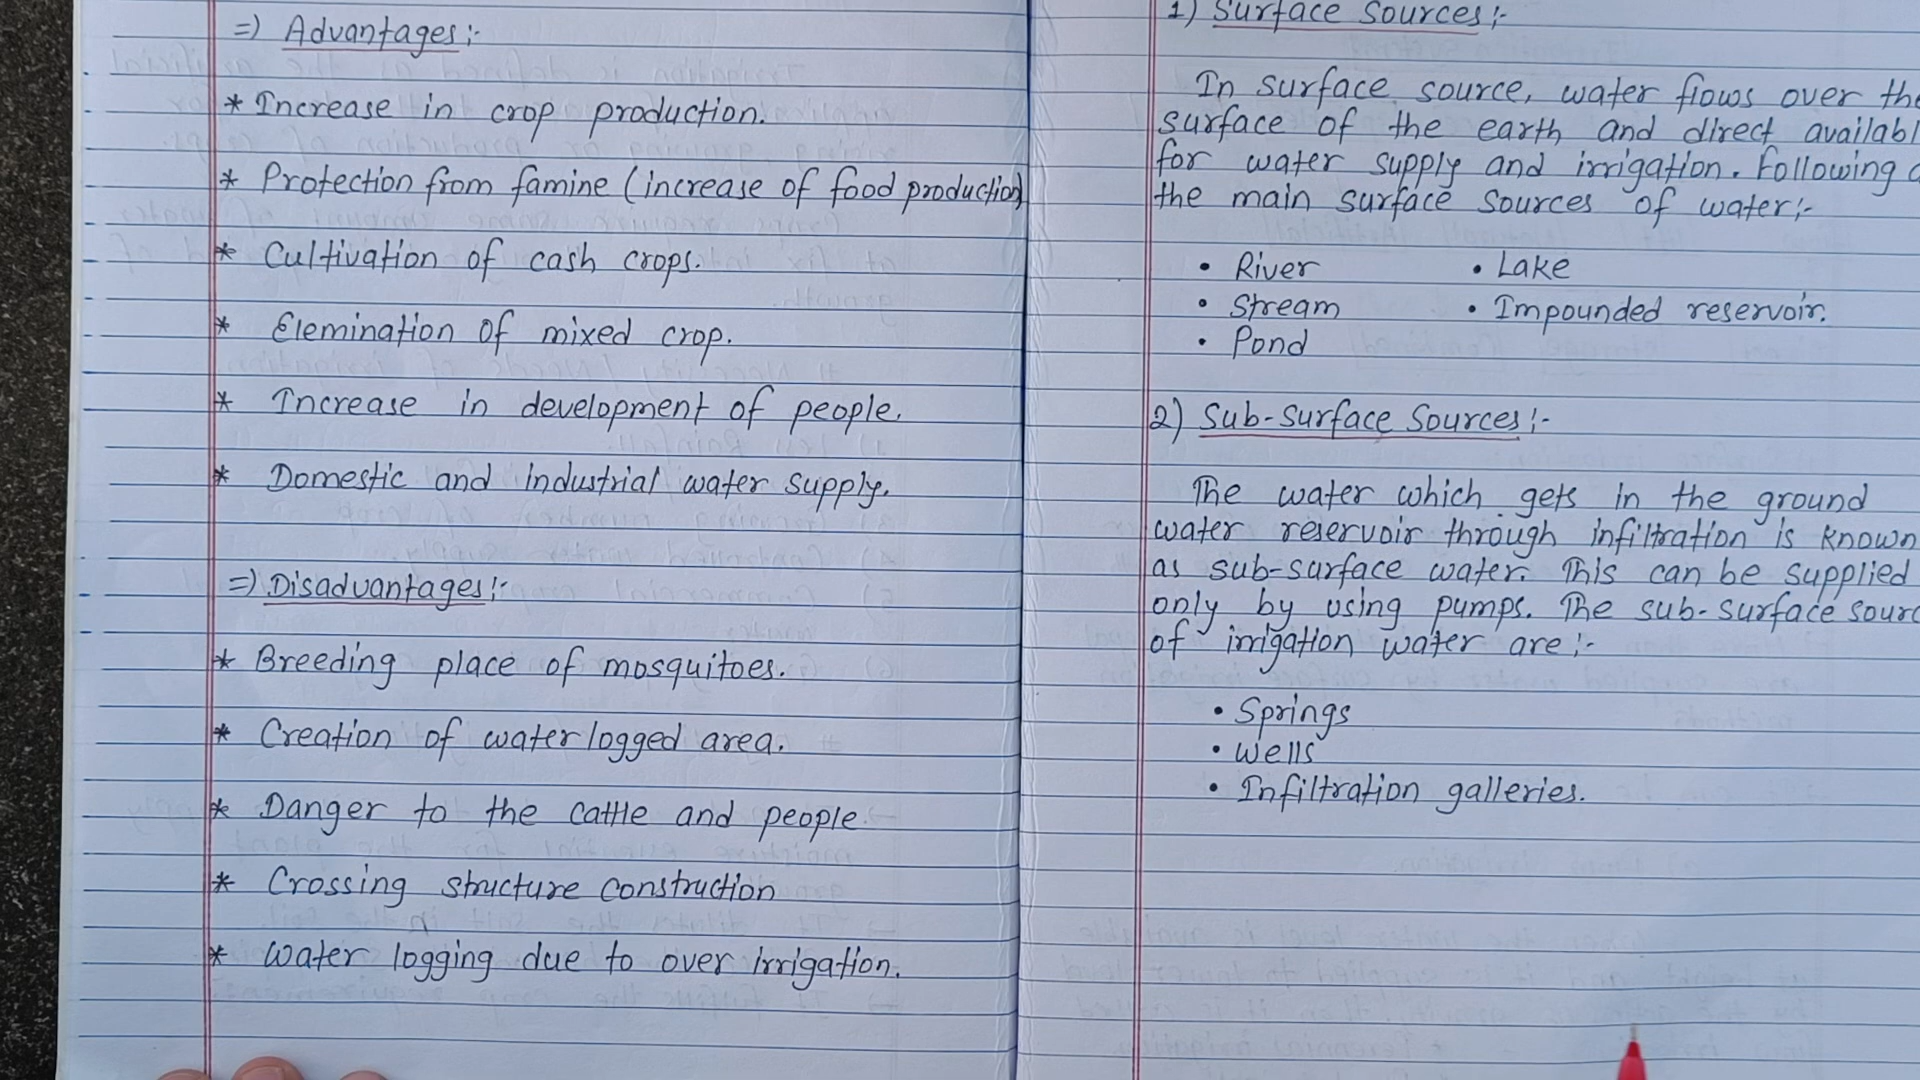 =) Advantages:-
* Increase in crop production.
* Protection from famine (increase of food production)
* Cultivation of cash crops.
* Elemination of mixed crop.
* Increase in development of people.
* Domestic and industrial water supply.
=) Disadvantages:-
* Breeding place of mosquitoes.
* Creation of water logged area.
* Danger to the cattle and people
* Crossing structure construction
* Water logging due to over irrigation.
1) Surface Sources:-
In surface source, water flows over the
surface of the earth and direct availabl
for water supply and irrigation. Following a
the main surface sources of water:-
• River • Lake
• Stream • Impounded reservoir.
• Pond
2) Sub-Surface Sources:-
The water which gets in the ground
water reservoir through infiltration is known
as sub-surface water. This can be supplied
only by using pumps. The sub-surface sourc
of irrigation water are:-
• Springs
• Wells
• Infiltration galleries.